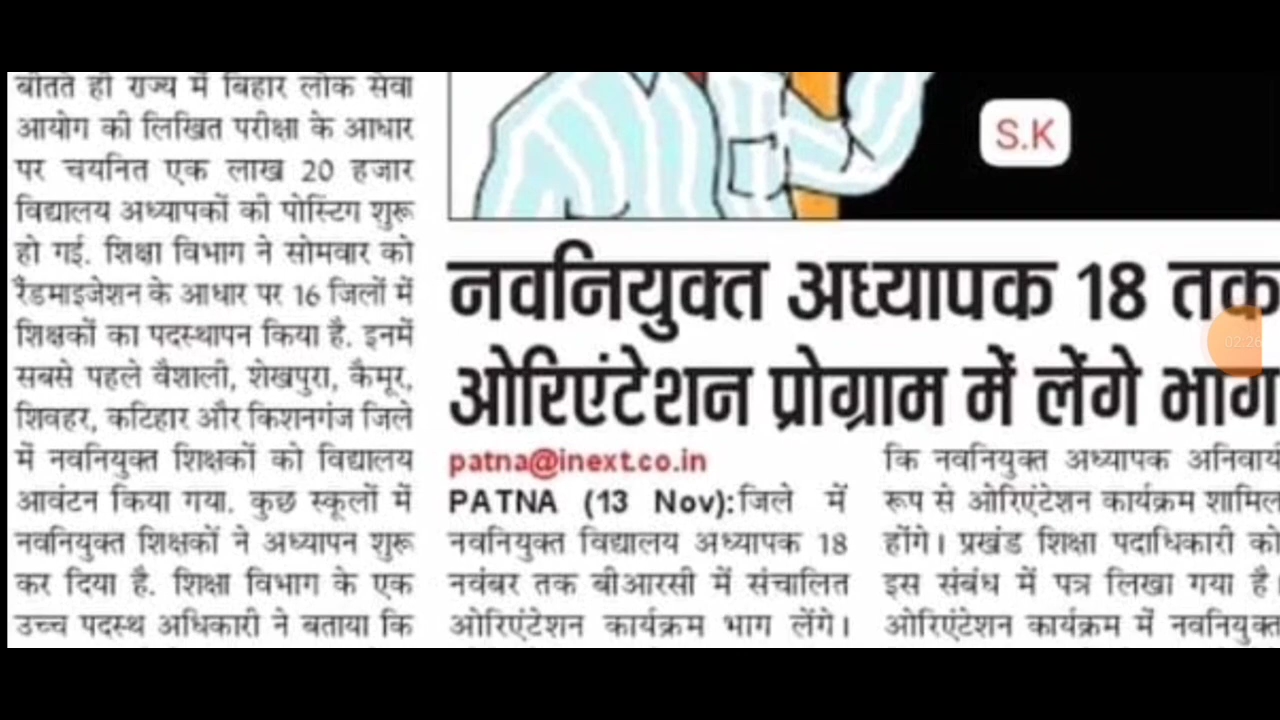 बीतते ही राज्य में बिहार लोक सेवा
आयोग की लिखित परीक्षा के आधार
पर चयनित एक लाख 20 हजार
विद्यालय अध्यापकों की पोस्टिंग शुरू
हो गई. शिक्षा विभाग ने सोमवार को
रैंडमाइजेशन के आधार पर 16 जिलों में
शिक्षकों का पदस्थापन किया है. इनमें
सबसे पहले वैशाली, शेखपुरा, कैमूर,
शिवहर, कटिहार और किशनगंज जिले
में नवनियुक्त शिक्षकों को विद्यालय
आवंटन किया गया. कुछ स्कूलों में
नवनियुक्त शिक्षकों ने अध्यापन शुरू
कर दिया है. शिक्षा विभाग के एक
उच्च पदस्थ अधिकारी ने बताया कि
S.K
नवनियुक्त अध्यापक 18 तक
ओरिएंटेशन प्रोग्राम में लेंगे भाग
02:26
patna@inext.co.in
PATNA (13 Nov): जिले में
नवनियुक्त विद्यालय अध्यापक 18
नवंबर तक बीआरसी में संचालित
ओरिएंटेशन कार्यक्रम भाग लेंगे।
कि नवनियुक्त अध्यापक अनिवार्य
रूप से ओरिएंटेशन कार्यक्रम शामिल
होंगे। प्रखंड शिक्षा पदाधिकारी को
इस संबंध में पत्र लिखा गया है।
ओरिएंटेशन कार्यक्रम में नवनियुक्त